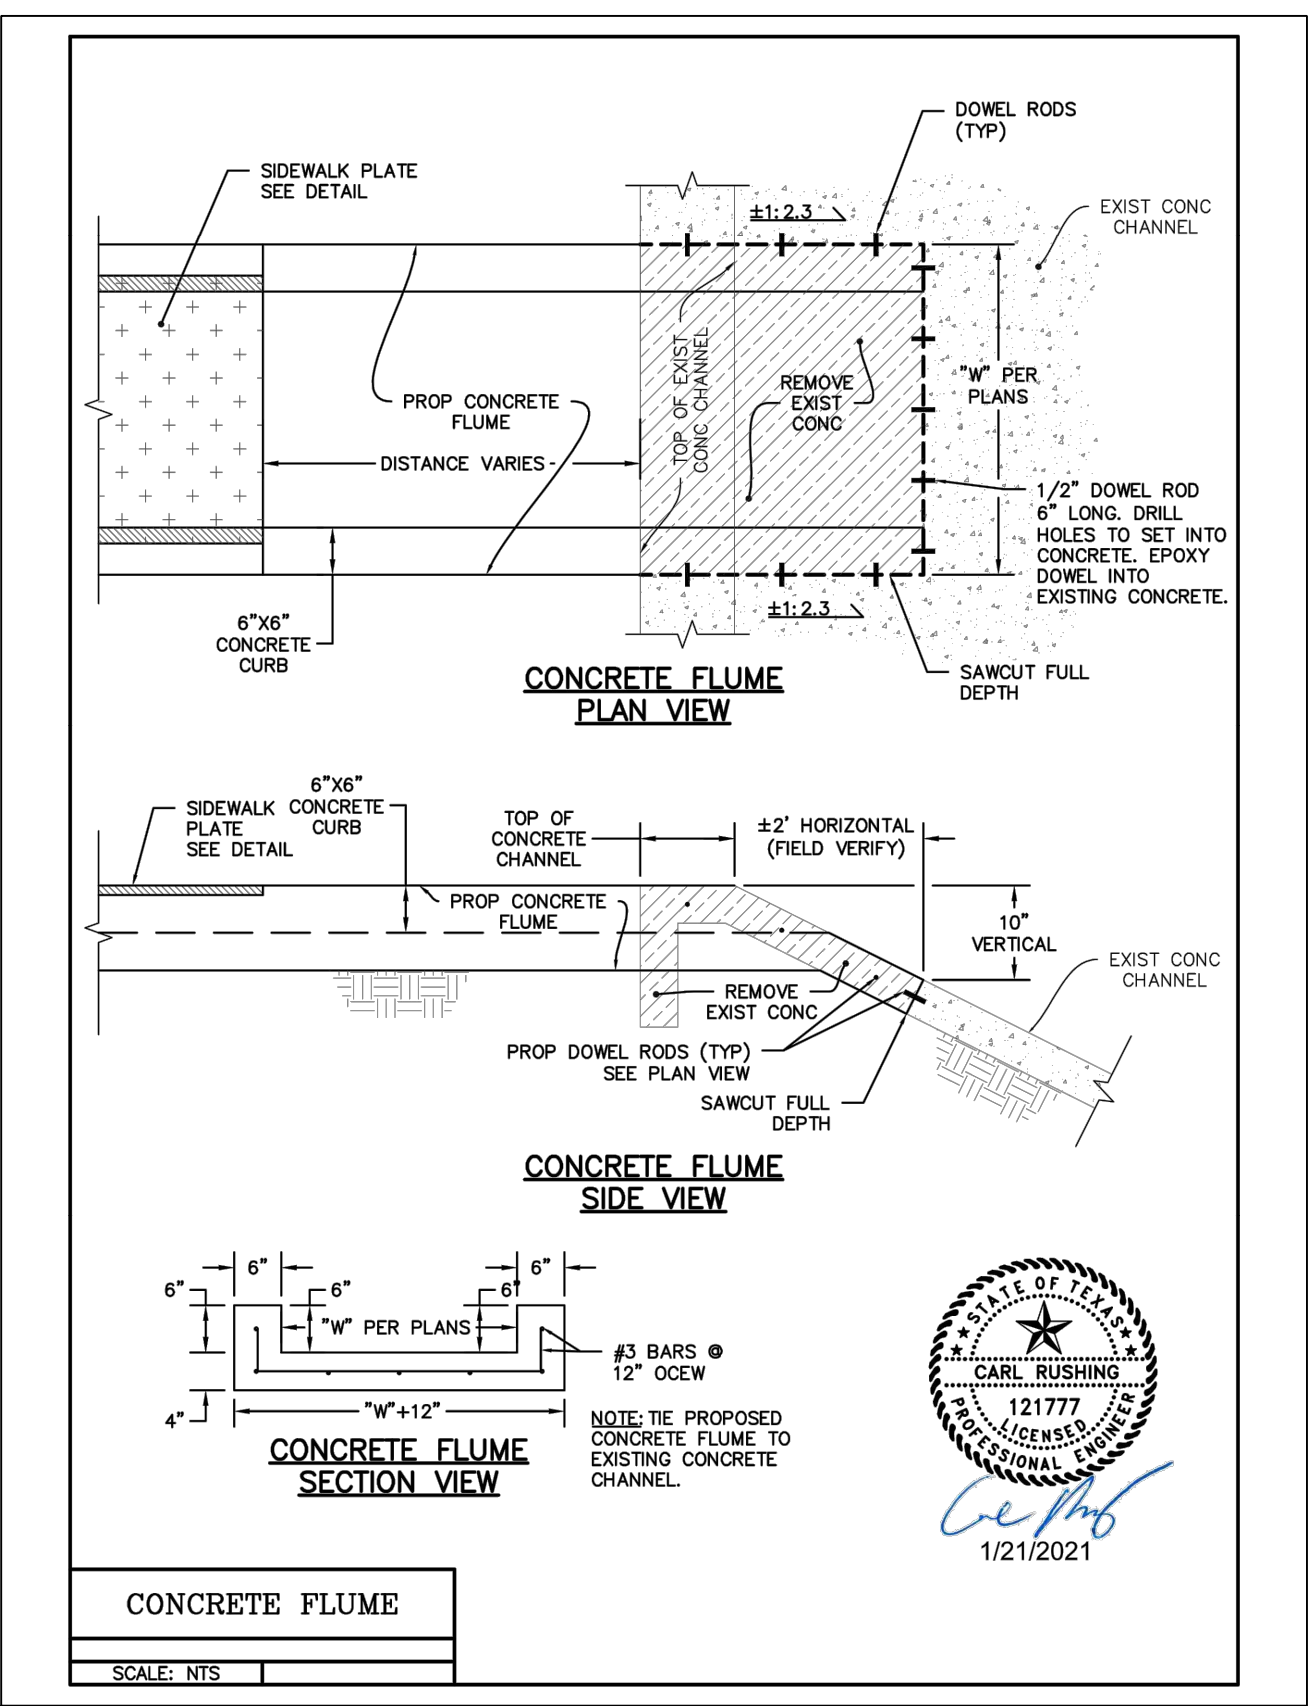 DOWEL RODS
(TYP)
SIDEWALK PLATE
SEE DETAIL
±1:2.3
EXIST CONC
CHANNEL
TOP OF EXIST
CONC CHANNEL
REMOVE
EXIST
CONC
"W" PER
PLANS
PROP CONCRETE
FLUME
DISTANCE VARIES
1/2" DOWEL ROD
6" LONG. DRILL
HOLES TO SET INTO
CONCRETE. EPOXY
DOWEL INTO
EXISTING CONCRETE.
±1:2.3
6"X6"
CONCRETE
CURB
SAWCUT FULL
DEPTH
CONCRETE FLUME
PLAN VIEW
SIDEWALK
PLATE
SEE DETAIL
6"X6"
CONCRETE
CURB
TOP OF
CONCRETE
CHANNEL
±2' HORIZONTAL
(FIELD VERIFY)
PROP CONCRETE
FLUME
10"
VERTICAL
EXIST CONC
CHANNEL
REMOVE
EXIST CONC
PROP DOWEL RODS (TYP)
SEE PLAN VIEW
SAWCUT FULL
DEPTH
CONCRETE FLUME
SIDE VIEW
6"
6"
6"
6"
6"
"W" PER PLANS
#3 BARS @
12" OCEW
4"
"W"+12"
CONCRETE FLUME
SECTION VIEW
NOTE: TIE PROPOSED
CONCRETE FLUME TO
EXISTING CONCRETE
CHANNEL.
STATE OF TEXAS
CARL RUSHING
121777
LICENSED
PROFESSIONAL ENGINEER
1/21/2021
CONCRETE FLUME
SCALE: NTS